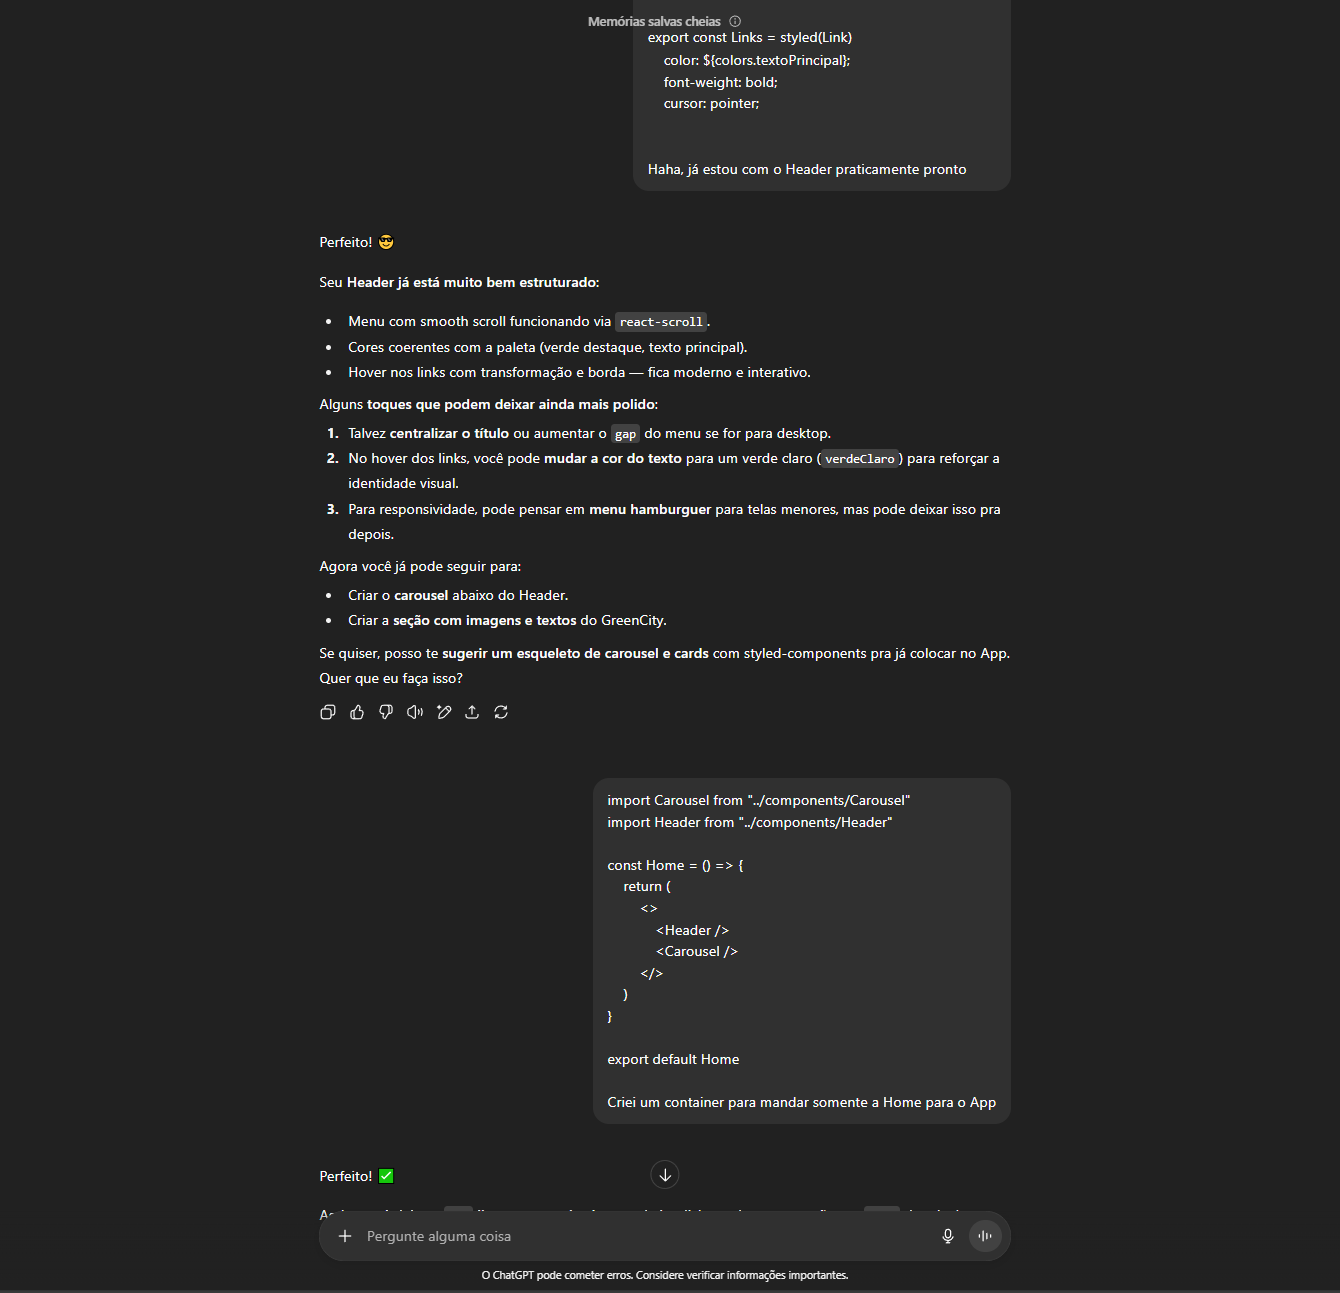 Memórias salvas cheias
export const Links = styled(Link)
color: ${colors.textoPrincipal};
font-weight: bold;
cursor: pointer;
Haha, já estou com o Header praticamente pronto
Perfeito! 😎
Seu Header já está muito bem estruturado:
• Menu com smooth scroll funcionando via react-scroll.
• Cores coerentes com a paleta (verde destaque, texto principal).
• Hover nos links com transformação e borda — fica moderno e interativo.
Alguns toques que podem deixar ainda mais polido:
1. Talvez centralizar o título ou aumentar o gap do menu se for para desktop.
2. No hover dos links, você pode mudar a cor do texto para um verde claro (verdeClaro) para reforçar a
identidade visual.
3. Para responsividade, pode pensar em menu hamburguer para telas menores, mas pode deixar isso pra
depois.
Agora você já pode seguir para:
• Criar o carousel abaixo do Header.
• Criar a seção com imagens e textos do GreenCity.
Se quiser, posso te sugerir um esqueleto de carousel e cards com styled-components pra já colocar no App.
Quer que eu faça isso?
import Carousel from "../components/Carousel"
import Header from "../components/Header"
const Home = () => {
return (
<>
<Header />
<Carousel />
</>
)
}
export default Home
Criei um container para mandar somente a Home para o App
Perfeito! ✅
Pergunte alguma coisa
O ChatGPT pode cometer erros. Considere verificar informações importantes.